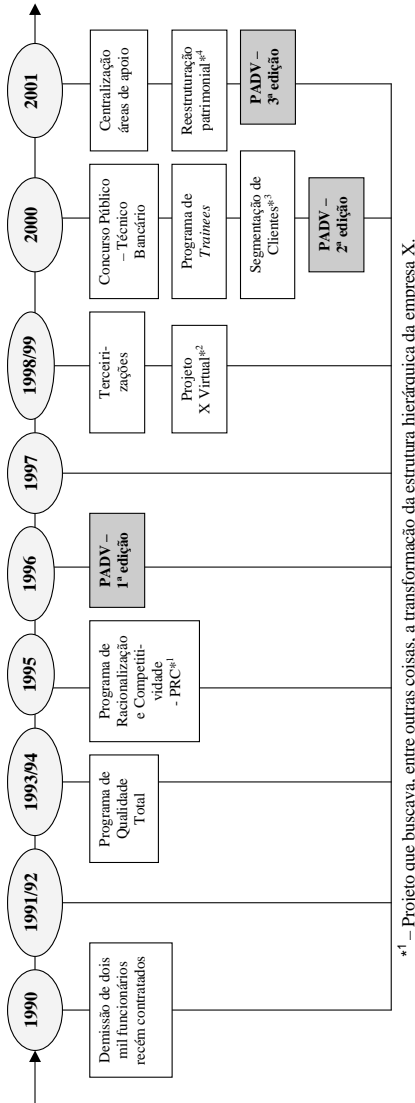 1990
1991/92
1993/94
1995
1996
1997
1998/99
2000
2001
Demissão de dois
mil funcionários
recém contratados
Programa de
Qualidade
Total
Programa de
Racionalização
e Competiti-
vidade
- PRC*¹
PADV –
1ª edição
Terceiri-
zações
Projeto
X Virtual*²
Concurso Público
– Técnico
Bancário
Programa de
Trainees
Segmentação de
Clientes*³
PADV –
2ª edição
Centralização
áreas de apoio
Reestruturação
patrimonial*⁴
PADV –
3ª edição
*¹ – Projeto que buscava, entre outras coisas, a transformação da estrutura hierárquica da empresa X.